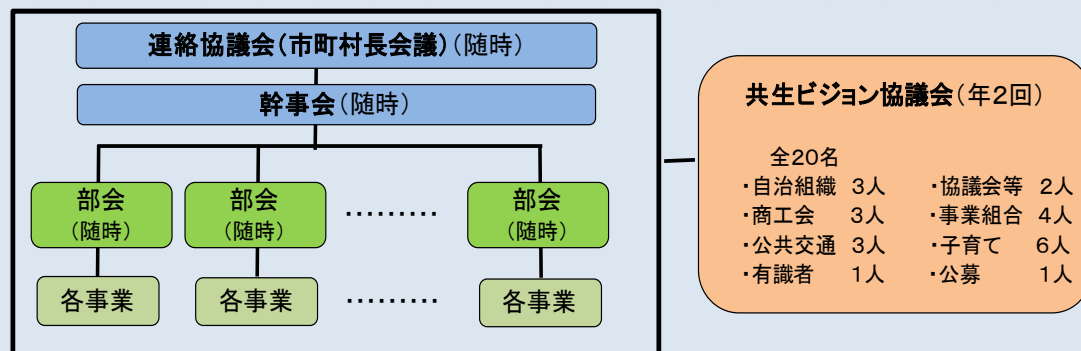 連絡協議会(市町村長会議)(随時)
幹事会(随時)
部会
(随時)
部会
(随時)
………
部会
(随時)
各事業
各事業
………
各事業
共生ビジョン協議会(年2回)
全20名
・自治組織 3人 ・協議会等 2人
・商工会 3人 ・事業組合 4人
・公共交通 3人 ・子育て 6人
・有識者 1人 ・公募 1人